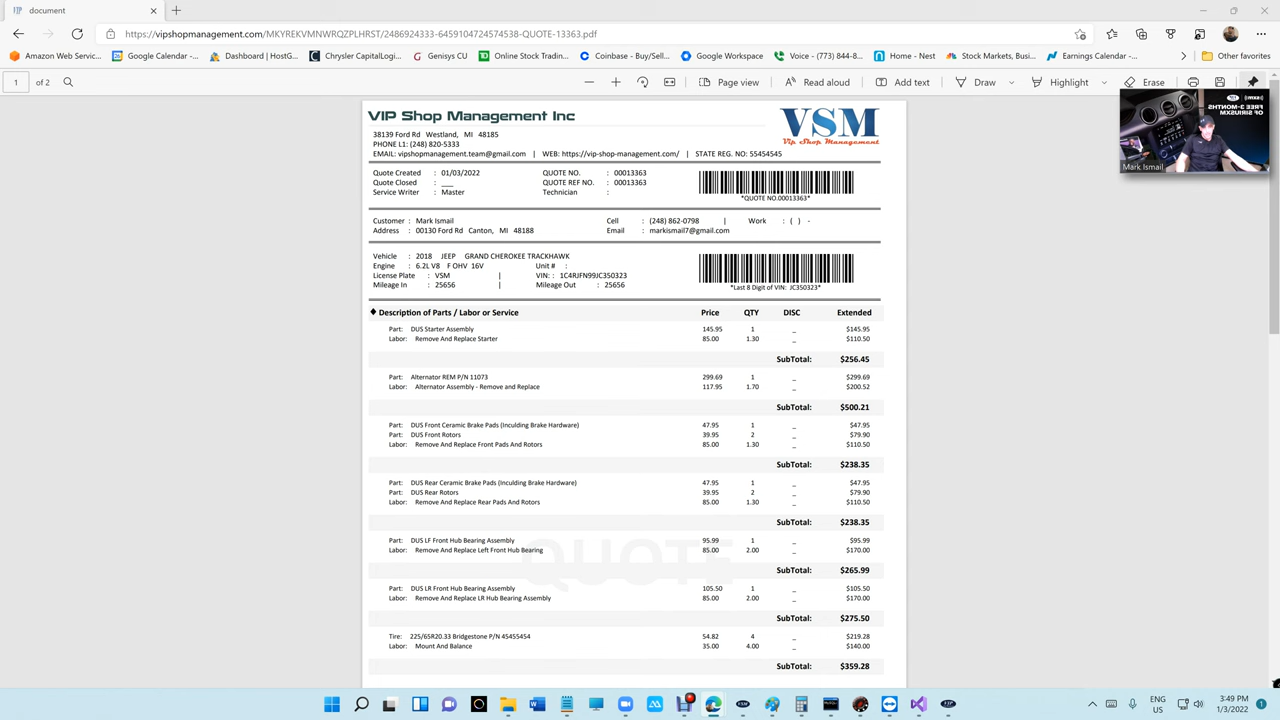 document
https://vipshopmanagement.com/MKYREKVMNWRQZPLHRST/2486924333-6459104724574538-QUOTE-13363.pdf
Amazon Web Servic... Google Calendar -... Dashboard | HostG... Chrysler CapitalLogi... Genisys CU Online Stock Tradin... Coinbase - Buy/Sell... Google Workspace Voice - (773) 844-8... Home - Nest Stock Markets, Busi... Earnings Calendar -... Other favorites
1 of 2 Page view Read aloud Add text Draw Highlight Erase
FREE 3-MONTHS
OF SIRIUSXM
Mark Ismail
VIP Shop Management Inc
VSM
Vip Shop Management
38139 Ford Rd Westland, MI 48185
PHONE L1: (248) 820-5333
EMAIL: vipshopmanagement.team@gmail.com | WEB: https://vip-shop-management.com/ | STATE REG. NO: 55454545
Quote Created : 01/03/2022 QUOTE NO. : 00013363
Quote Closed : ___ QUOTE REF NO. : 00013363
Service Writer : Master Technician :
*QUOTE NO.00013363*
Customer : Mark Ismail Cell : (248) 862-0798 | Work : ( ) -
Address : 00130 Ford Rd Canton, MI 48188 Email : markismail7@gmail.com
Vehicle : 2018 JEEP GRAND CHEROKEE TRACKHAWK
Engine : 6.2L V8 F OHV 16V Unit # :
License Plate : VSM | VIN: : 1C4RJFN99JC350323
Mileage In : 25656 | Mileage Out : 25656
*Last 8 Digit of VIN: JC350323*
♦ Description of Parts / Labor or Service Price QTY DISC Extended
Part: DUS Starter Assembly 145.95 1 _ $145.95
Labor: Remove And Replace Starter 85.00 1.30 _ $110.50
SubTotal: $256.45
Part: Alternator REM P/N 11073 299.69 1 _ $299.69
Labor: Alternator Assembly - Remove and Replace 117.95 1.70 _ $200.52
SubTotal: $500.21
Part: DUS Front Ceramic Brake Pads (Inculding Brake Hardware) 47.95 1 _ $47.95
Part: DUS Front Rotors 39.95 2 _ $79.90
Labor: Remove And Replace Front Pads And Rotors 85.00 1.30 _ $110.50
SubTotal: $238.35
Part: DUS Rear Ceramic Brake Pads (Inculding Brake Hardware) 47.95 1 _ $47.95
Part: DUS Rear Rotors 39.95 2 _ $79.90
Labor: Remove And Replace Rear Pads And Rotors 85.00 1.30 _ $110.50
SubTotal: $238.35
Part: DUS LF Front Hub Bearing Assembly 95.99 1 _ $95.99
Labor: Remove And Replace Left Front Hub Bearing 85.00 2.00 _ $170.00
QUOTE
SubTotal: $265.99
Part: DUS LR Front Hub Bearing Assembly 105.50 1 _ $105.50
Labor: Remove And Replace LR Hub Bearing Assembly 85.00 2.00 _ $170.00
SubTotal: $275.50
Tire: 225/65R20.33 Bridgestone P/N 45455454 54.82 4 _ $219.28
Labor: Mount And Balance 35.00 4.00 _ $140.00
SubTotal: $359.28
ENG
US
3:49 PM
1/3/2022